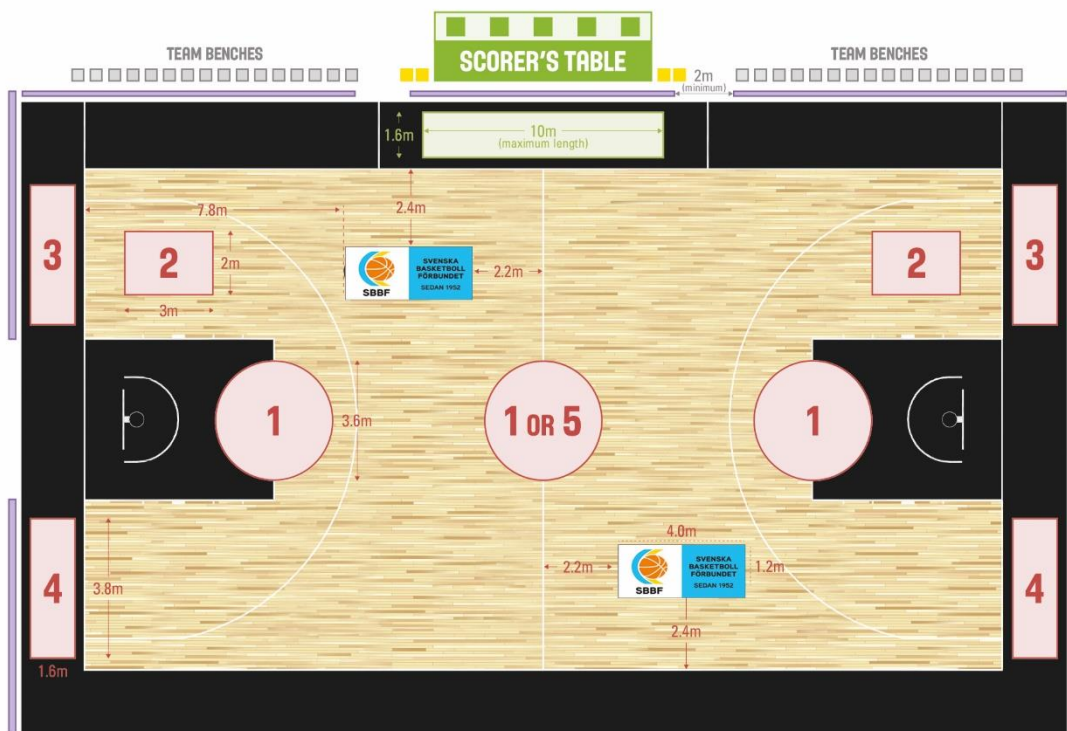 TEAM BENCHES
SCORER'S TABLE
TEAM BENCHES
2m
(minimum)
1.6m
10m
(maximum length)
7.8m
2.4m
3
2
2m
3m
SBBF
SVENSKA
BASKETBOLL
FÖRBUNDET
SEDAN 1952
2.2m
2
3
1
3.6m
1 OR 5
1
4
3.8m
1.6m
4.0m
2.2m
SBBF
SVENSKA
BASKETBOLL
FÖRBUNDET
SEDAN 1952
1.2m
2.4m
4